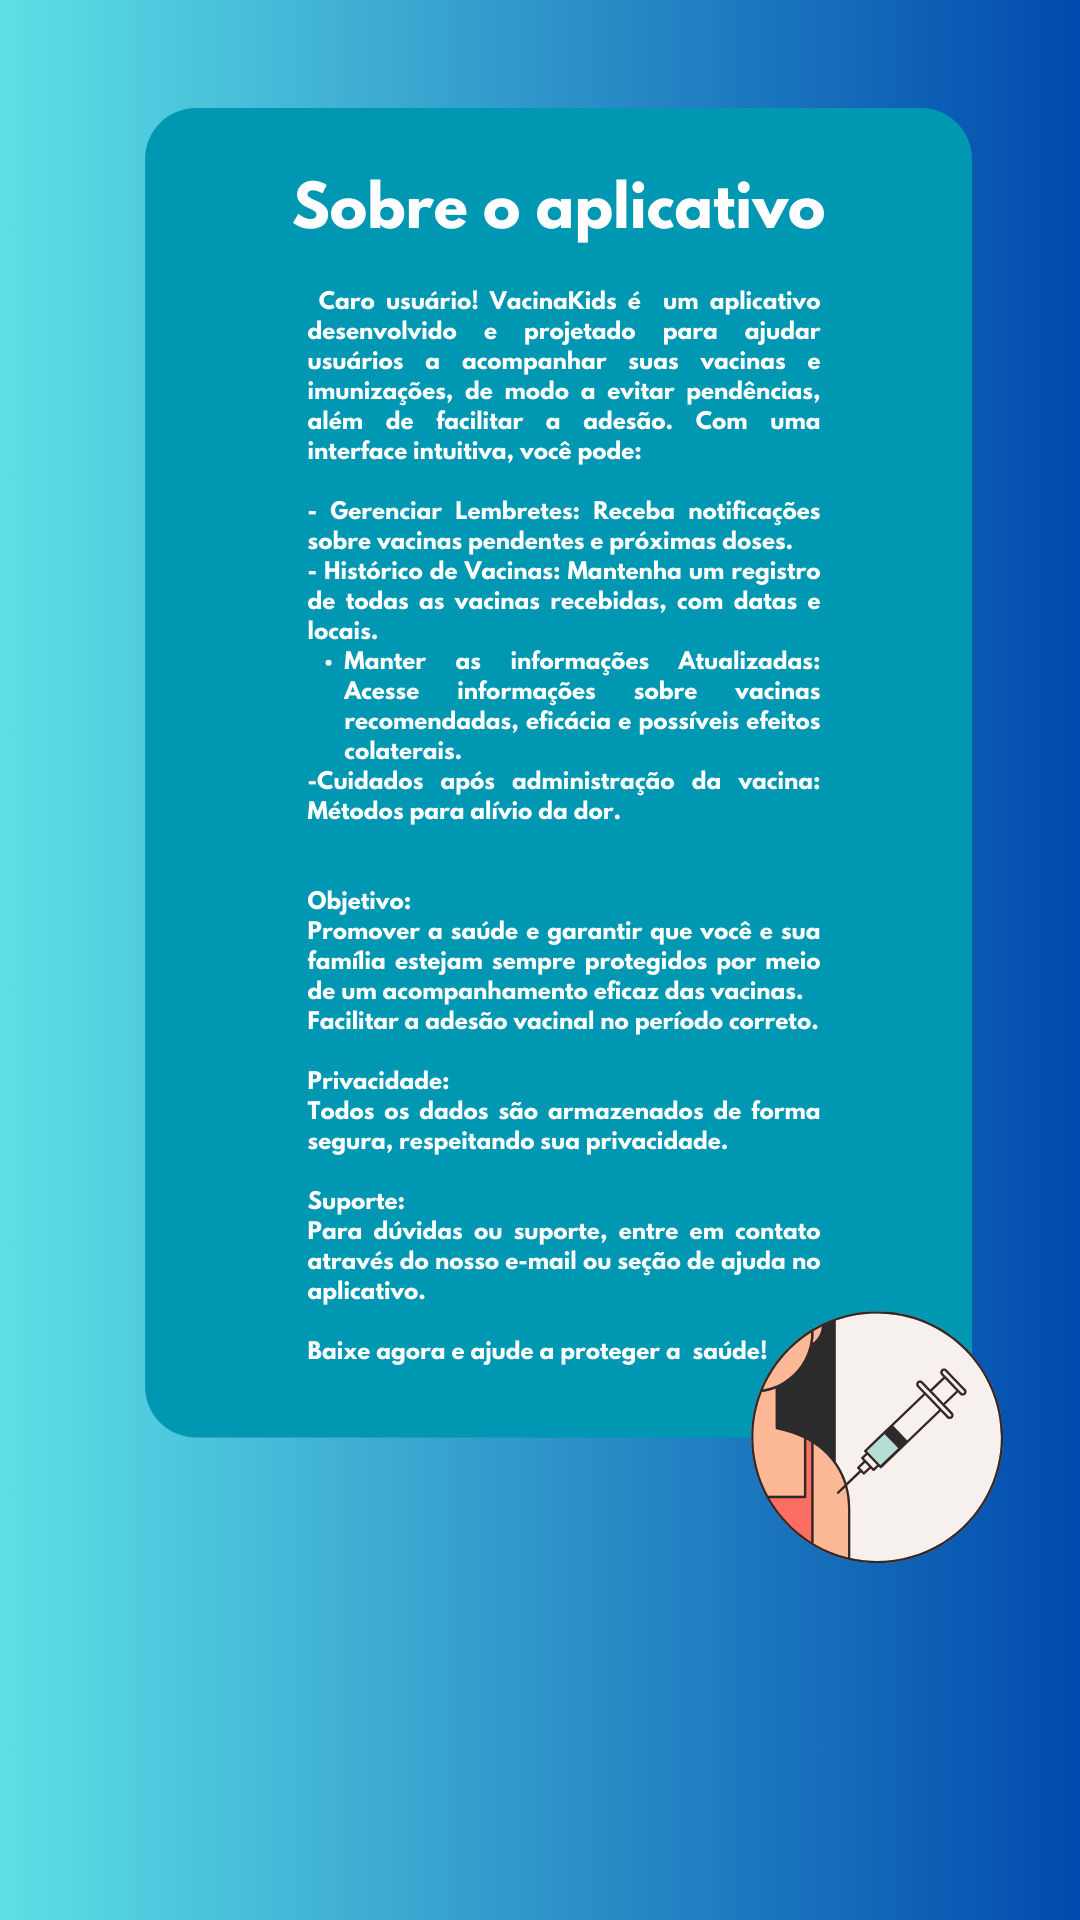 Sobre o aplicativo
Caro usuário! VacinaKids é um aplicativo
desenvolvido e projetado para ajudar
usuários a acompanhar suas vacinas e
imunizações, de modo a evitar pendências,
além de facilitar a adesão. Com uma
interface intuitiva, você pode:
- Gerenciar Lembretes: Receba notificações
sobre vacinas pendentes e próximas doses.
- Histórico de Vacinas: Mantenha um registro
de todas as vacinas recebidas, com datas e
locais.
• Manter as informações Atualizadas:
Acesse informações sobre vacinas
recomendadas, eficácia e possíveis efeitos
colaterais.
-Cuidados após administração da vacina:
Métodos para alívio da dor.
Objetivo:
Promover a saúde e garantir que você e sua
família estejam sempre protegidos por meio
de um acompanhamento eficaz das vacinas.
Facilitar a adesão vacinal no período correto.
Privacidade:
Todos os dados são armazenados de forma
segura, respeitando sua privacidade.
Suporte:
Para dúvidas ou suporte, entre em contato
através do nosso e-mail ou seção de ajuda no
aplicativo.
Baixe agora e ajude a proteger a saúde!